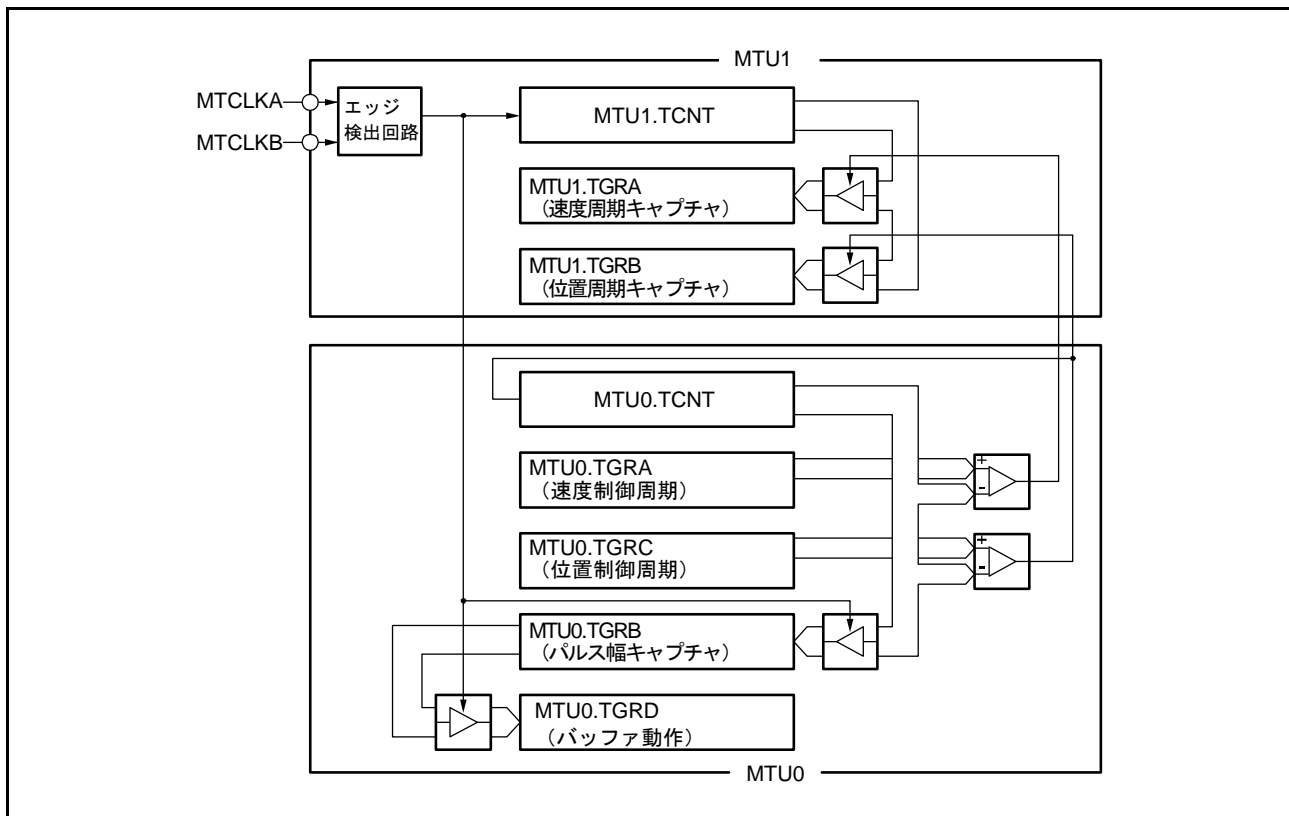 MTU1
MTCLKA
MTCLKB
エッジ
検出回路
MTU1.TCNT
MTU1.TGRA
(速度周期キャプチャ)
MTU1.TGRB
(位置周期キャプチャ)
MTU0.TCNT
MTU0.TGRA
(速度制御周期)
+
-
MTU0.TGRC
(位置制御周期)
+
-
MTU0.TGRB
(パルス幅キャプチャ)
MTU0.TGRD
(バッファ動作)
MTU0